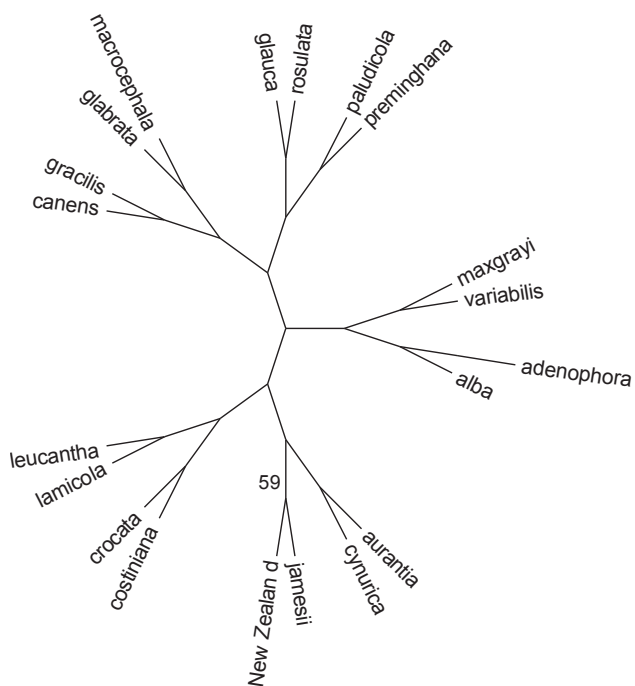 macrocephala
glabrata
gracilis
canens
glauca
rosulata
paludicola
preminghana
maxgrayi
variabilis
adenophora
alba
leucantha
lamicola
crocata
costiniana
59
New Zealan d
jamesii
cynurica
aurantia